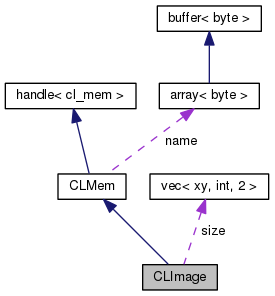 buffer< byte >
handle< cl_mem >
array< byte >
name
CLMem
vec< xy, int, 2 >
size
CLImage